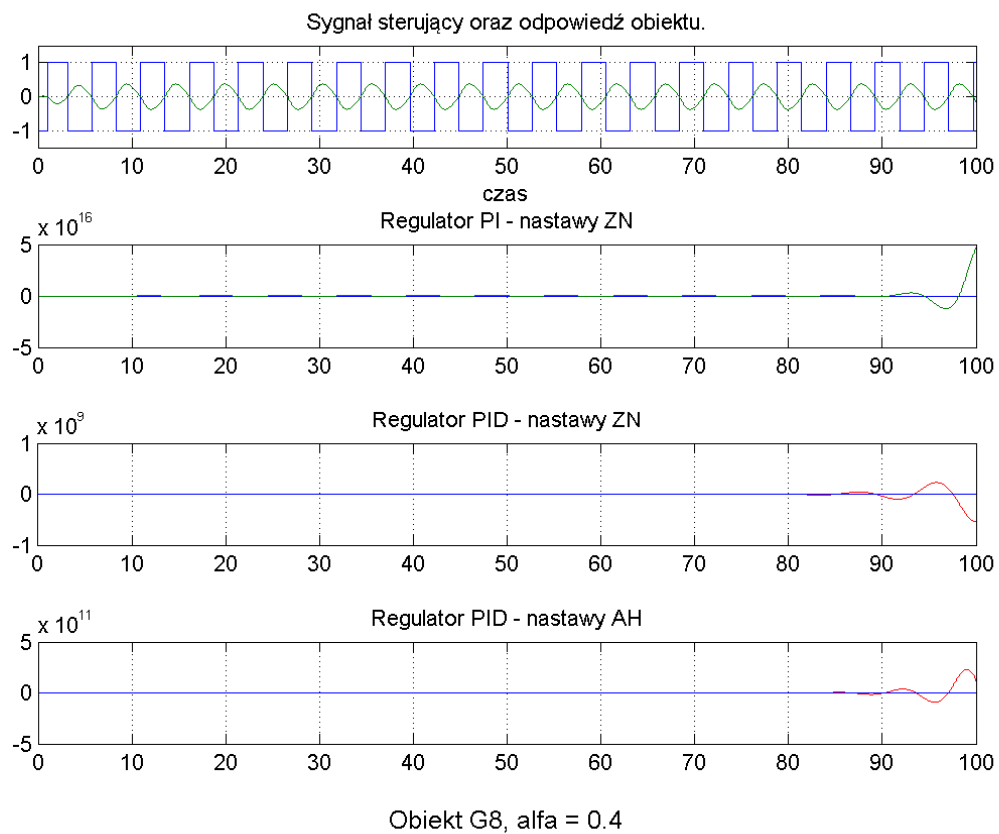 Sygnał sterujący oraz odpowiedź obiektu.
1
0
-1
0 10 20 30 40 50 60 70 80 90 100
czas
x 10^16
Regulator PI - nastawy ZN
5
0
-5
0 10 20 30 40 50 60 70 80 90 100
x 10^9
Regulator PID - nastawy ZN
1
0
-1
0 10 20 30 40 50 60 70 80 90 100
x 10^11
Regulator PID - nastawy AH
5
0
-5
0 10 20 30 40 50 60 70 80 90 100
Obiekt G8, alfa = 0.4